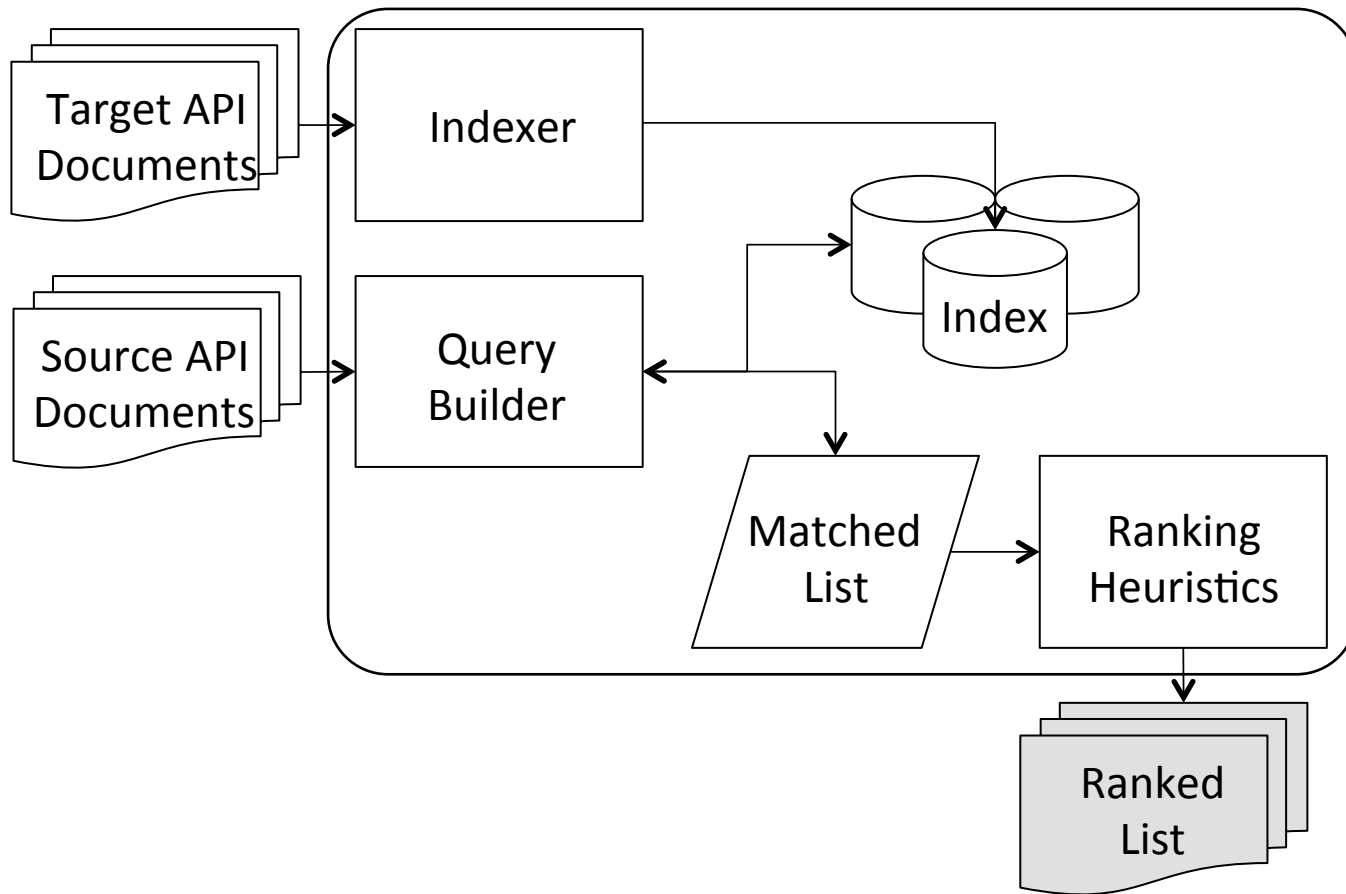 Target API
Documents
Indexer
Index
Source API
Documents
Query
Builder
Matched
List
Ranking
Heuristics
Ranked
List